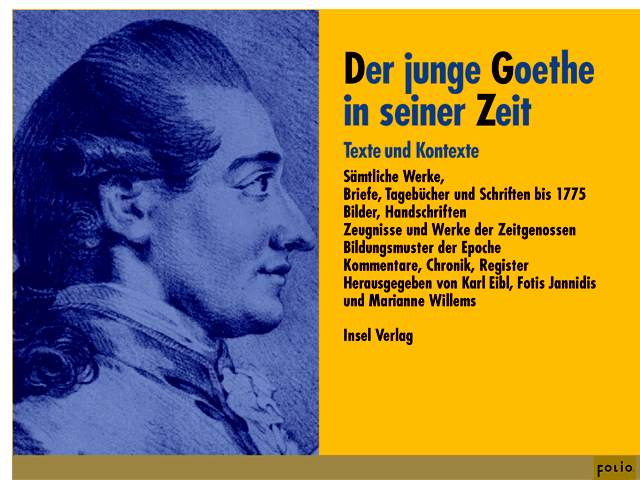 Der junge Goethe
in seiner Zeit
Texte und Kontexte
Sämtliche Werke,
Briefe, Tagebücher und Schriften bis 1775
Bilder, Handschriften
Zeugnisse und Werke der Zeitgenossen
Bildungsmuster der Epoche
Kommentare, Chronik, Register
Herausgegeben von Karl Eibl, Fotis Jannidis
und Marianne Willems
Insel Verlag
FOLIO